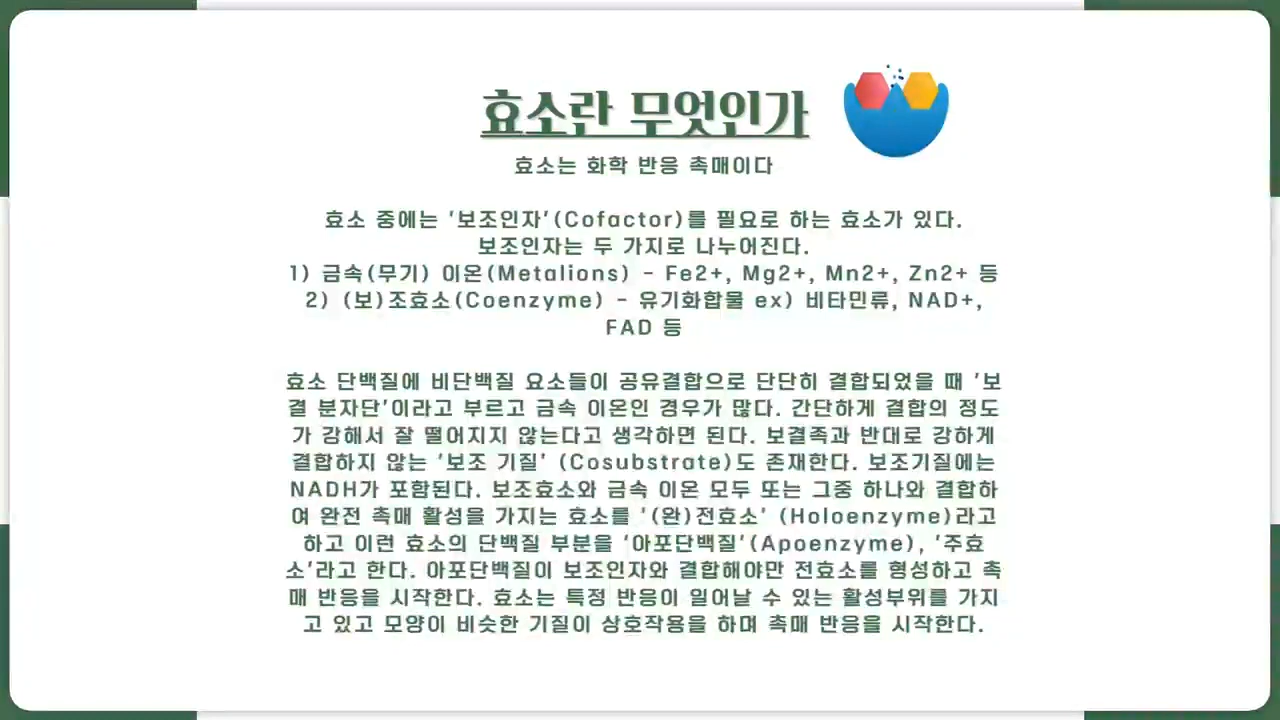 효소란 무엇인가
효소는 화학 반응 촉매이다
효소 중에는 '보조인자'(Cofactor)를 필요로 하는 효소가 있다.
보조인자는 두 가지로 나누어진다.
1) 금속(무기) 이온(Metalions) - Fe2+, Mg2+, Mn2+, Zn2+ 등
2) (보)조효소(Coenzyme) - 유기화합물 ex) 비타민류, NAD+,
FAD 등
효소 단백질에 비단백질 요소들이 공유결합으로 단단히 결합되었을 때 '보
결 분자단'이라고 부르고 금속 이온인 경우가 많다. 간단하게 결합의 정도
가 강해서 잘 떨어지지 않는다고 생각하면 된다. 보결족과 반대로 강하게
결합하지 않는 '보조 기질' (Cosubstrate)도 존재한다. 보조기질에는
NADH가 포함된다. 보조효소와 금속 이온 모두 또는 그중 하나와 결합하
여 완전 촉매 활성을 가지는 효소를 '(완)전효소' (Holoenzyme)라고
하고 이런 효소의 단백질 부분을 '아포단백질'(Apoenzyme), '주효
소'라고 한다. 아포단백질이 보조인자와 결합해야만 전효소를 형성하고 촉
매 반응을 시작한다. 효소는 특정 반응이 일어날 수 있는 활성부위를 가지
고 있고 모양이 비슷한 기질이 상호작용을 하며 촉매 반응을 시작한다.